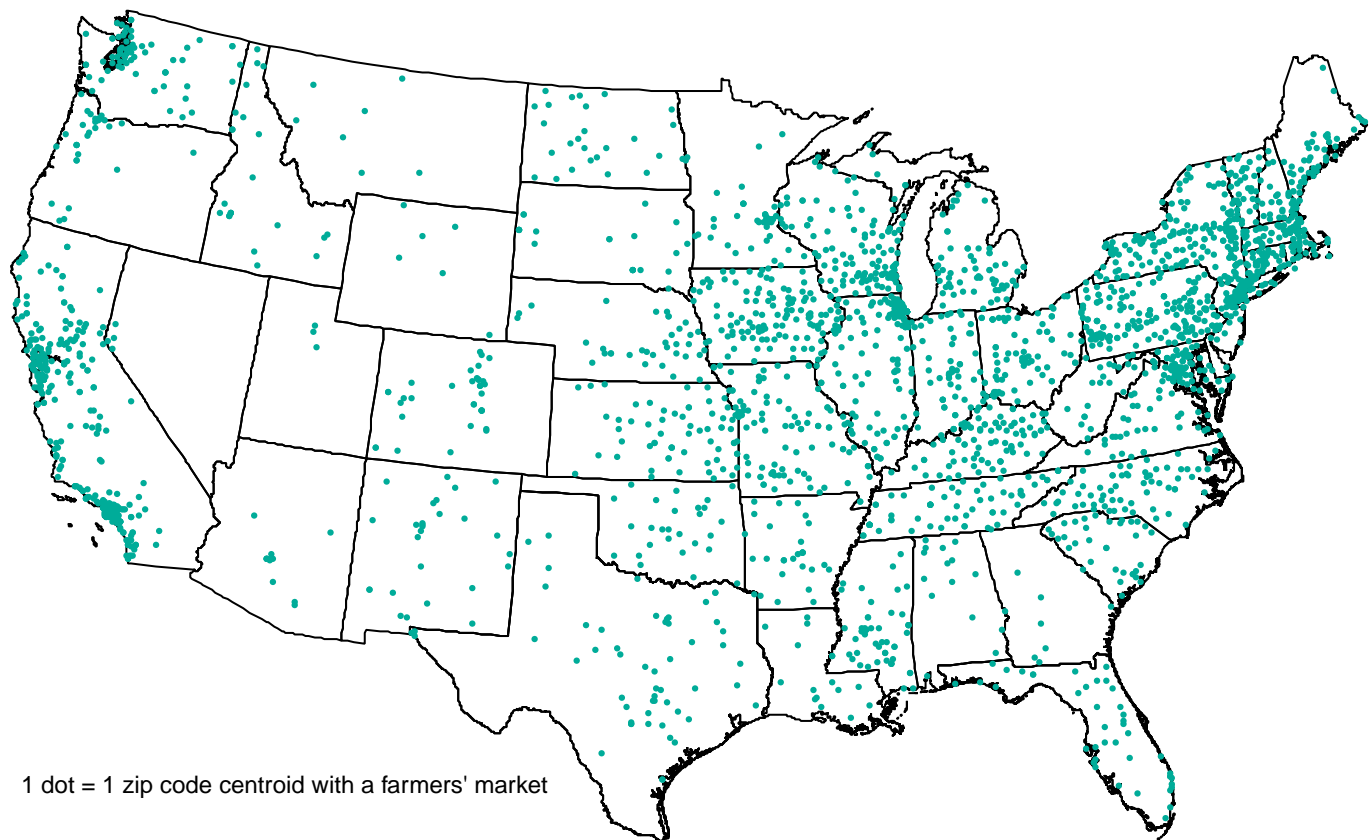 1 dot = 1 zip code centroid with a farmers' market